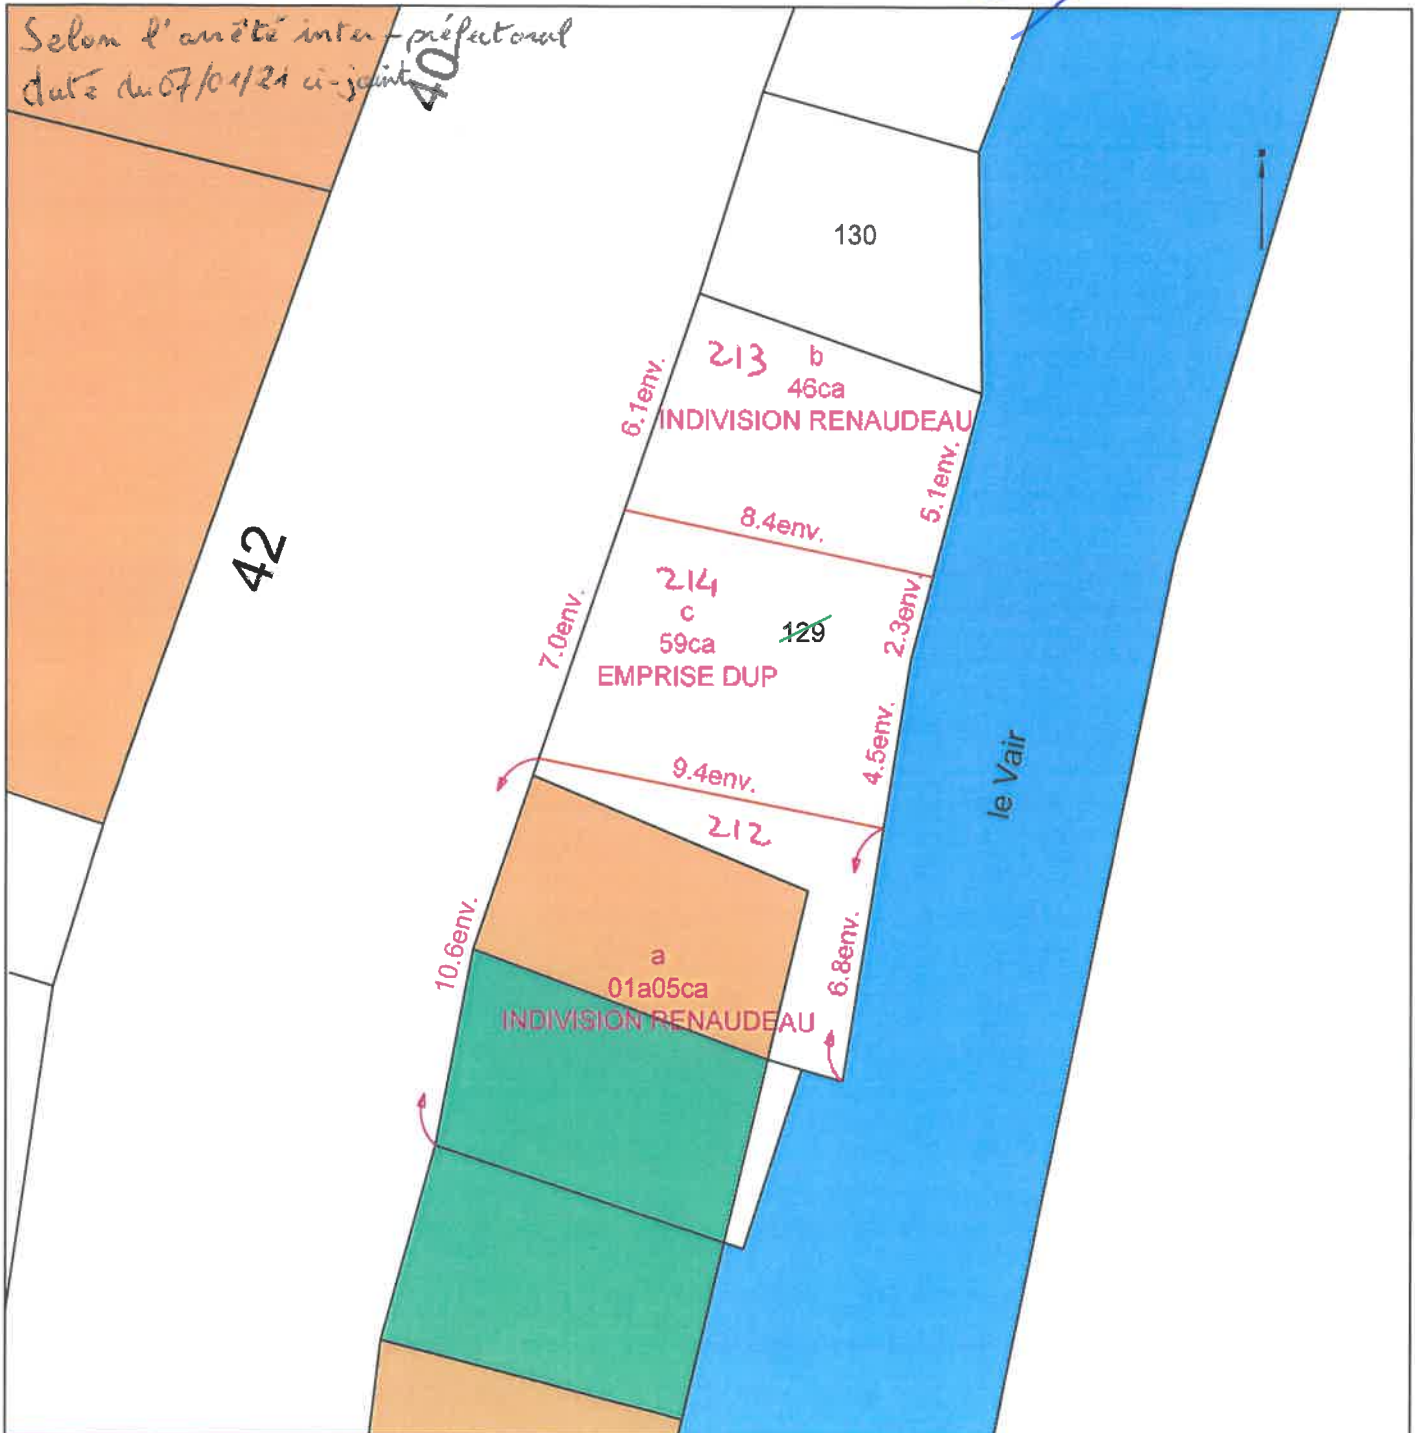 Selon l'arrêté inter-préfectoral
daté du 07/01/21 ci-joint
40
130
213 b
46ca
INDIVISION RENAUDEAU
6.1env.
5.1env.
8.4env.
42
214
c
129
59ca
EMPRISE DUP
7.0env.
2.3env.
4.5env.
9.4env.
le Vair
212
10.6env.
6.8env.
a
01a05ca
INDIVISION RENAUDEAU